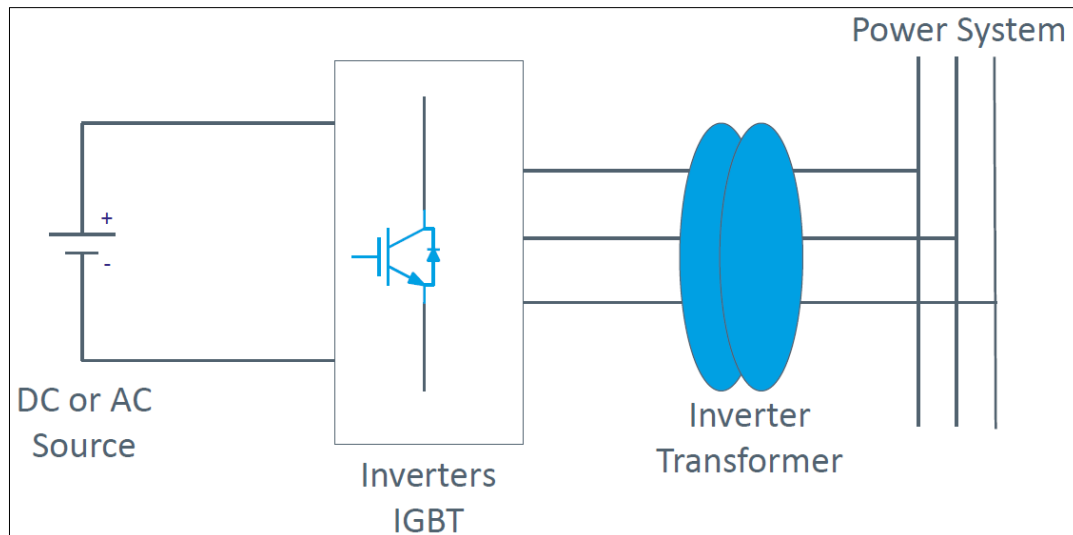 Power System
+
-
DC or AC
Source
Inverters
IGBT
Inverter
Transformer